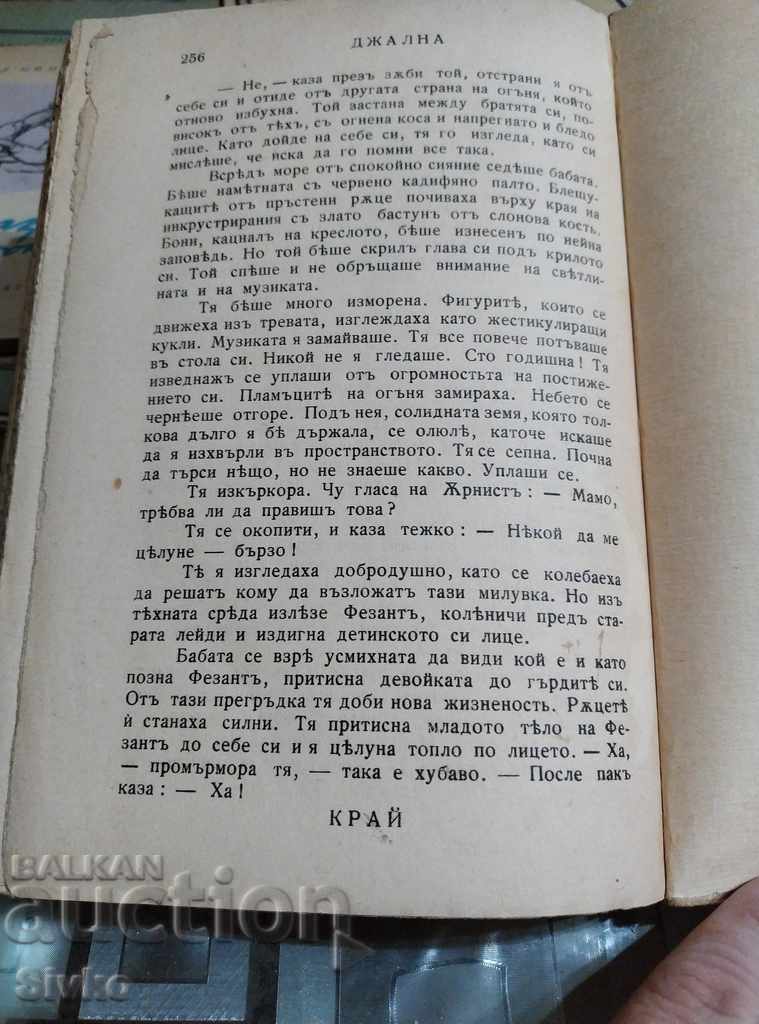 256
ДЖАЛНА
— Не, — каза презъ зѫби той, отстрани я отъ
себе си и отиде отъ другата страна на огъня, който
отново избухна. Той застана между братята си, по-
високъ отъ тѣхъ, съ огнена коса и напрегнато и бледо
лице. Като дойде на себе си, тя го изгледа, като си
мислѣше, че иска да го помни все така.
Всрѣдъ море отъ спокойно сияние седѣше бабата.
Бѣше намѣтната съ червено кадифяно палто. Блещу-
кащитѣ отъ пръстени рѫце почиваха върху края на
инкрустрирания съ злато бастунъ отъ слонова кость.
Бони, кацналъ на креслото, бѣше изнесенъ по нейна
заповѣдь. Но той бѣше скрилъ глава си подъ крилото
си. Той спѣше и не обръщаше внимание на свѣтли-
ната и на музиката.
Тя бѣше много изморена. Фигуритѣ, които се
движеха изъ тревата, изглеждаха като жестикулиращи
кукли. Музиката я замайваше. Тя все повече потъваше
въ стола си. Никой не я гледаше. Сто годишна! Тя
изведнажъ се уплаши отъ огромностьта на постиже-
нието си. Пламъцитѣ на огъня замираха. Небето се
чернѣеше отгоре. Подъ нея, солидната земя, която тол-
кова дълго я бѣ държала, се олюлѣ, каточе искаше
да я изхвърли въ пространството. Тя се сепна. Почна
да търси нѣщо, но не знаеше какво. Уплаши се.
Тя изкъркора. Чу гласа на Ѫрнистъ: — Мамо,
трѣбва ли да правишъ това?
Тя се окопити, и каза тежко: — Нѣкой да ме
цѣлуне — бързо!
Тѣ я изгледаха добродушно, като се колебаеха
да решатъ кому да възложатъ тази милувка. Но изъ
тѣхната срѣда излѣзе Фезантъ, колѣничи предъ ста-
рата лейди и издигна детинското си лице.
Бабата се взрѣ усмихната да види кой е и като
позна Фезантъ, притисна девойката до гърдитѣ си.
Отъ тази прегръдка тя доби нова жизненость. Рѫцетѣ
ѝ станаха силни. Тя притисна младото тѣло на Фе-
зантъ до себе си и я цѣлуна топло по лицето. — Ха,
— промърмора тя, — така е хубаво. — После пакъ
каза: — Ха!
КРАЙ
BALKAN
auction
Sivko